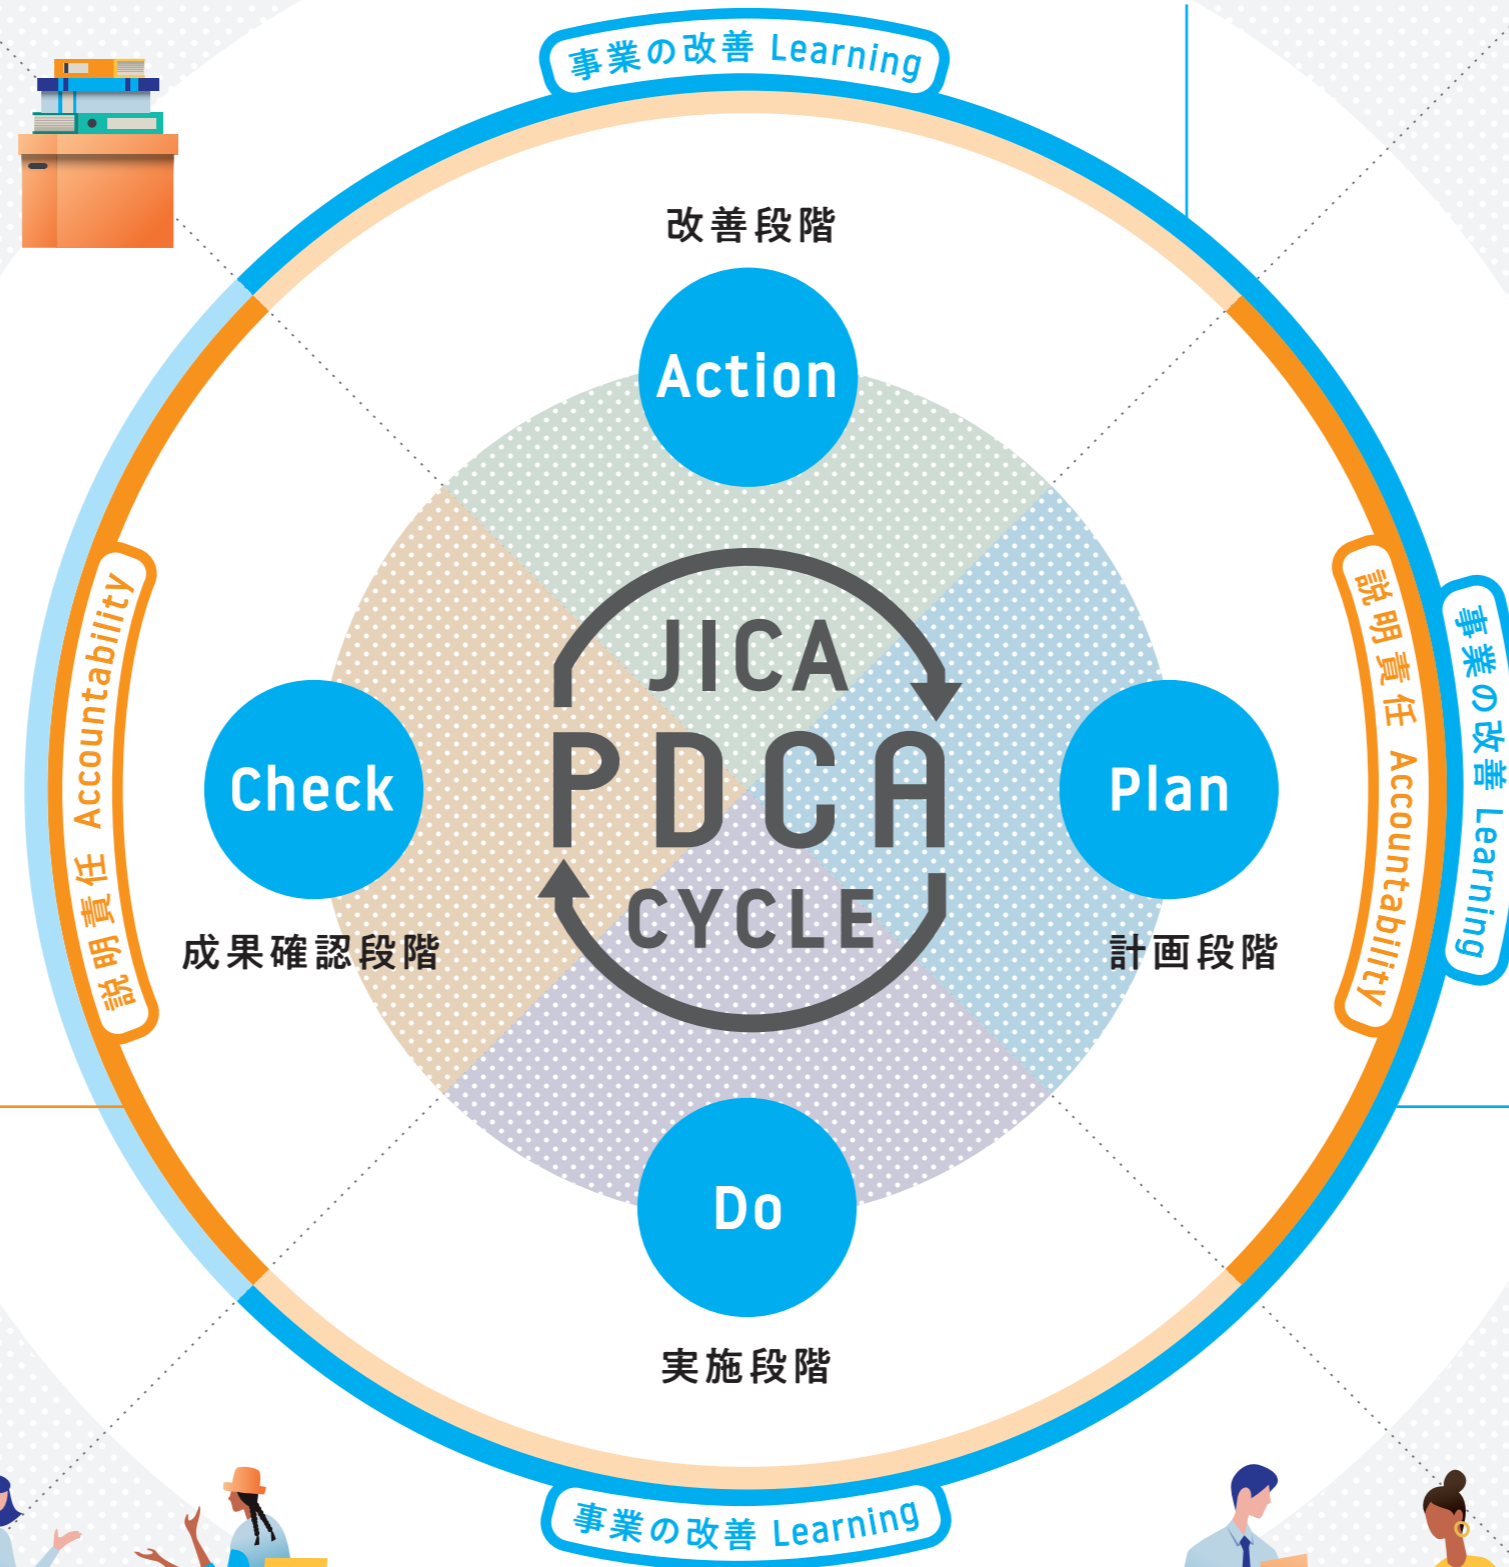 事業の改善 Learning
改善段階
Action
説明責任 Accountability
Check
成果確認段階
JICA
PDCA
CYCLE
Plan
計画段階
説明責任 Accountability
事業の改善 Learning
Do
実施段階
事業の改善 Learning